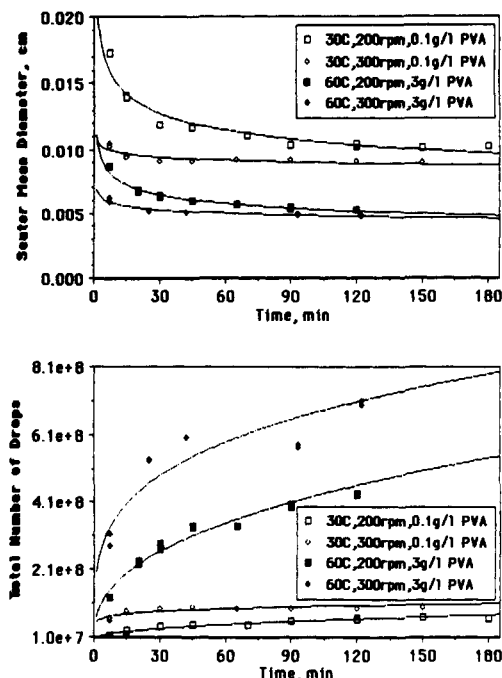 Sauter Mean Diameter, cm
0.020
0.015
0.010
0.005
0.000
30C, 200rpm,0.1g/l PVA
30C, 300rpm,0.1g/l PVA
60C,200rpm,3g/l PVA
60C,300rpm,3g/l PVA
0 30 60 90 120 150 180
Time, min
Total Number of Drops
8.1e+8
6.1e+8
4.1e+8
2.1e+8
1.0e+7
30C,200rpm,0.1g/l PVA
30C,300rpm,0.1g/l PVA
60C,200rpm,3g/l PVA
60C,300rpm,3g/l PVA
0 30 60 90 120 150 180
Time, min